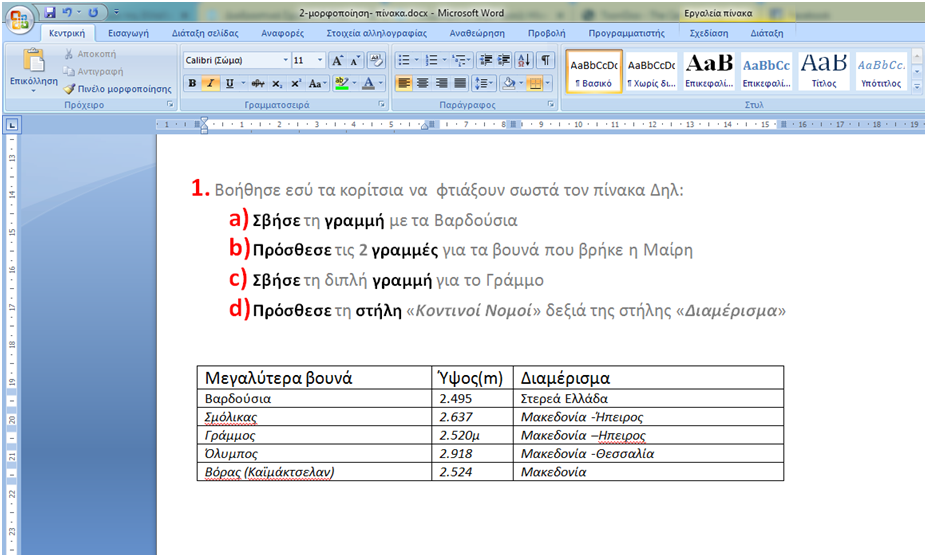 2-μορφοποίηση- πίνακα.docx - Microsoft Word
Εργαλεία πίνακα
Κεντρική Εισαγωγή Διάταξη σελίδας Αναφορές Στοιχεία αλληλογραφίας Αναθεώρηση Προβολή Προγραμματιστής Σχεδίαση Διάταξη
Επικόλληση
Αποκοπή
Αντιγραφή
Πινέλο μορφοποίησης
Calibri (Σώμα) 11
AaBbCcDc AaBbCcDc AaB AaBbCc AaB AaBbCc.
¶ Βασικό ¶ Χωρίς δι... Επικεφαλί... Επικεφαλί... Τίτλος Υπότιτλος
Πρόχειρο Γραμματοσειρά Παράγραφος Στυλ
1. Βοήθησε εσύ τα κορίτσια να φτιάξουν σωστά τον πίνακα Δηλ:
a) Σβήσε τη γραμμή με τα Βαρδούσια
b) Πρόσθεσε τις 2 γραμμές για τα βουνά που βρήκε η Μαίρη
c) Σβήσε τη διπλή γραμμή για το Γράμμο
d) Πρόσθεσε τη στήλη «Κοντινοί Νομοί» δεξιά της στήλης «Διαμέρισμα»
Μεγαλύτερα βουνά Ύψος(m) Διαμέρισμα
Βαρδούσια 2.495 Στερεά Ελλάδα
Σμόλικας 2.637 Μακεδονία -Ήπειρος
Γράμμος 2.520μ Μακεδονία –Ηπειρος
Όλυμπος 2.918 Μακεδονία -Θεσσαλία
Βόρας (Καϊμάκτσελαν) 2.524 Μακεδονία